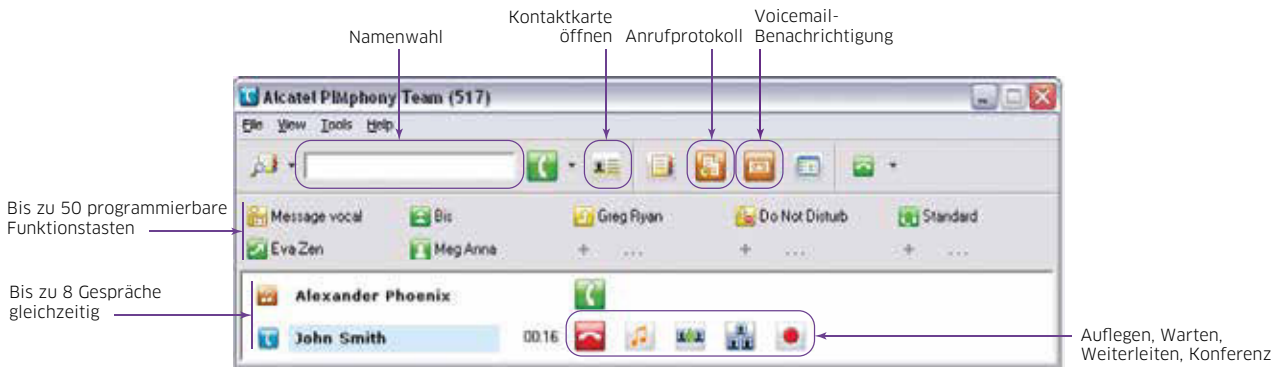 Kontaktkarte
öffnen
Voicemail-
Benachrichtigung
Namenwahl
Anrufprotokoll
Alcatel PIMphony Team (517)
File View Tools Help
Bis zu 50 programmierbare
Funktionstasten
Message vocal Bis Greg Ryan Do Not Disturb Standard
Eva Zen Meg Anna + ... + ... + ...
Bis zu 8 Gespräche
gleichzeitig
Alexander Phoenix
John Smith 00:16
Auflegen, Warten,
Weiterleiten, Konferenz